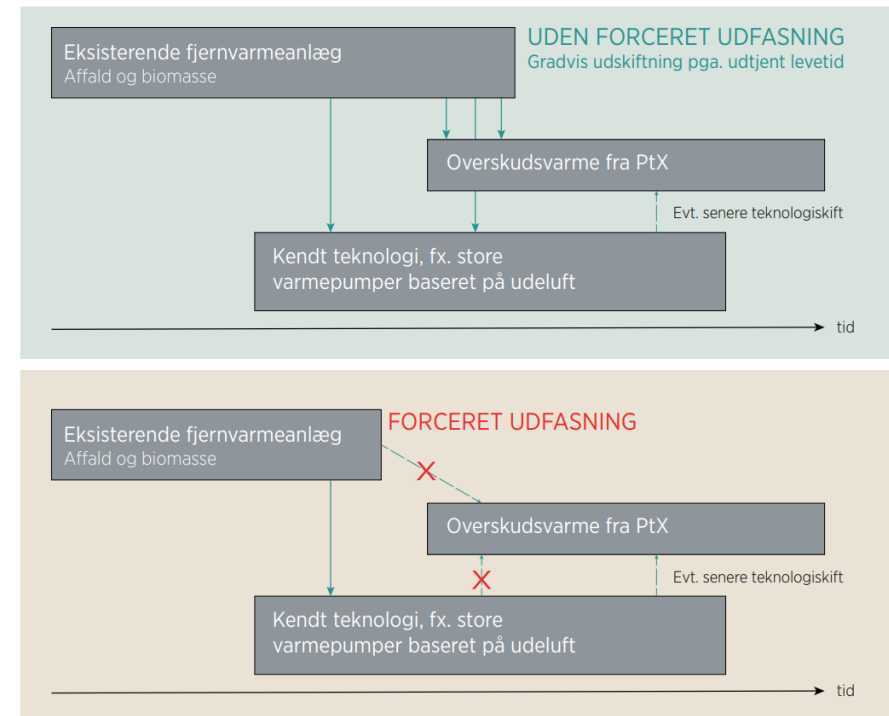 Eksisterende fjernvarmeanlæg
Affald og biomasse
UDEN FORCERET UDFASNING
Gradvis udskiftning pga. udtjent levetid
Overskudsvarme fra PtX
Evt. senere teknologiskift
Kendt teknologi, fx. store
varmepumper baseret på udeluft
tid
Eksisterende fjernvarmeanlæg
Affald og biomasse
FORCERET UDFASNING
X
Overskudsvarme fra PtX
X
Evt. senere teknologiskift
Kendt teknologi, fx. store
varmepumper baseret på udeluft
tid